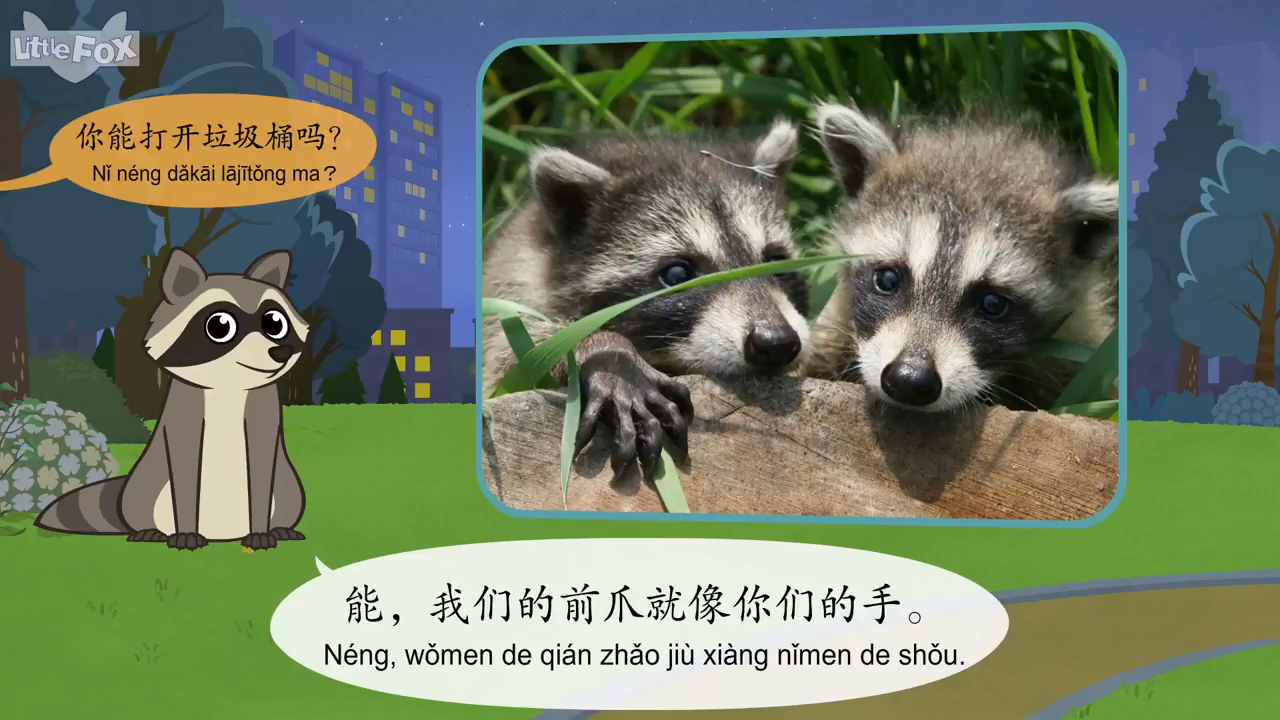 Little Fox
你能打开垃圾桶吗？
Nǐ néng dǎkāi lājītǒng ma？
能，我们的前爪就像你们的手。
Néng, wǒmen de qián zhǎo jiù xiàng nǐmen de shǒu.